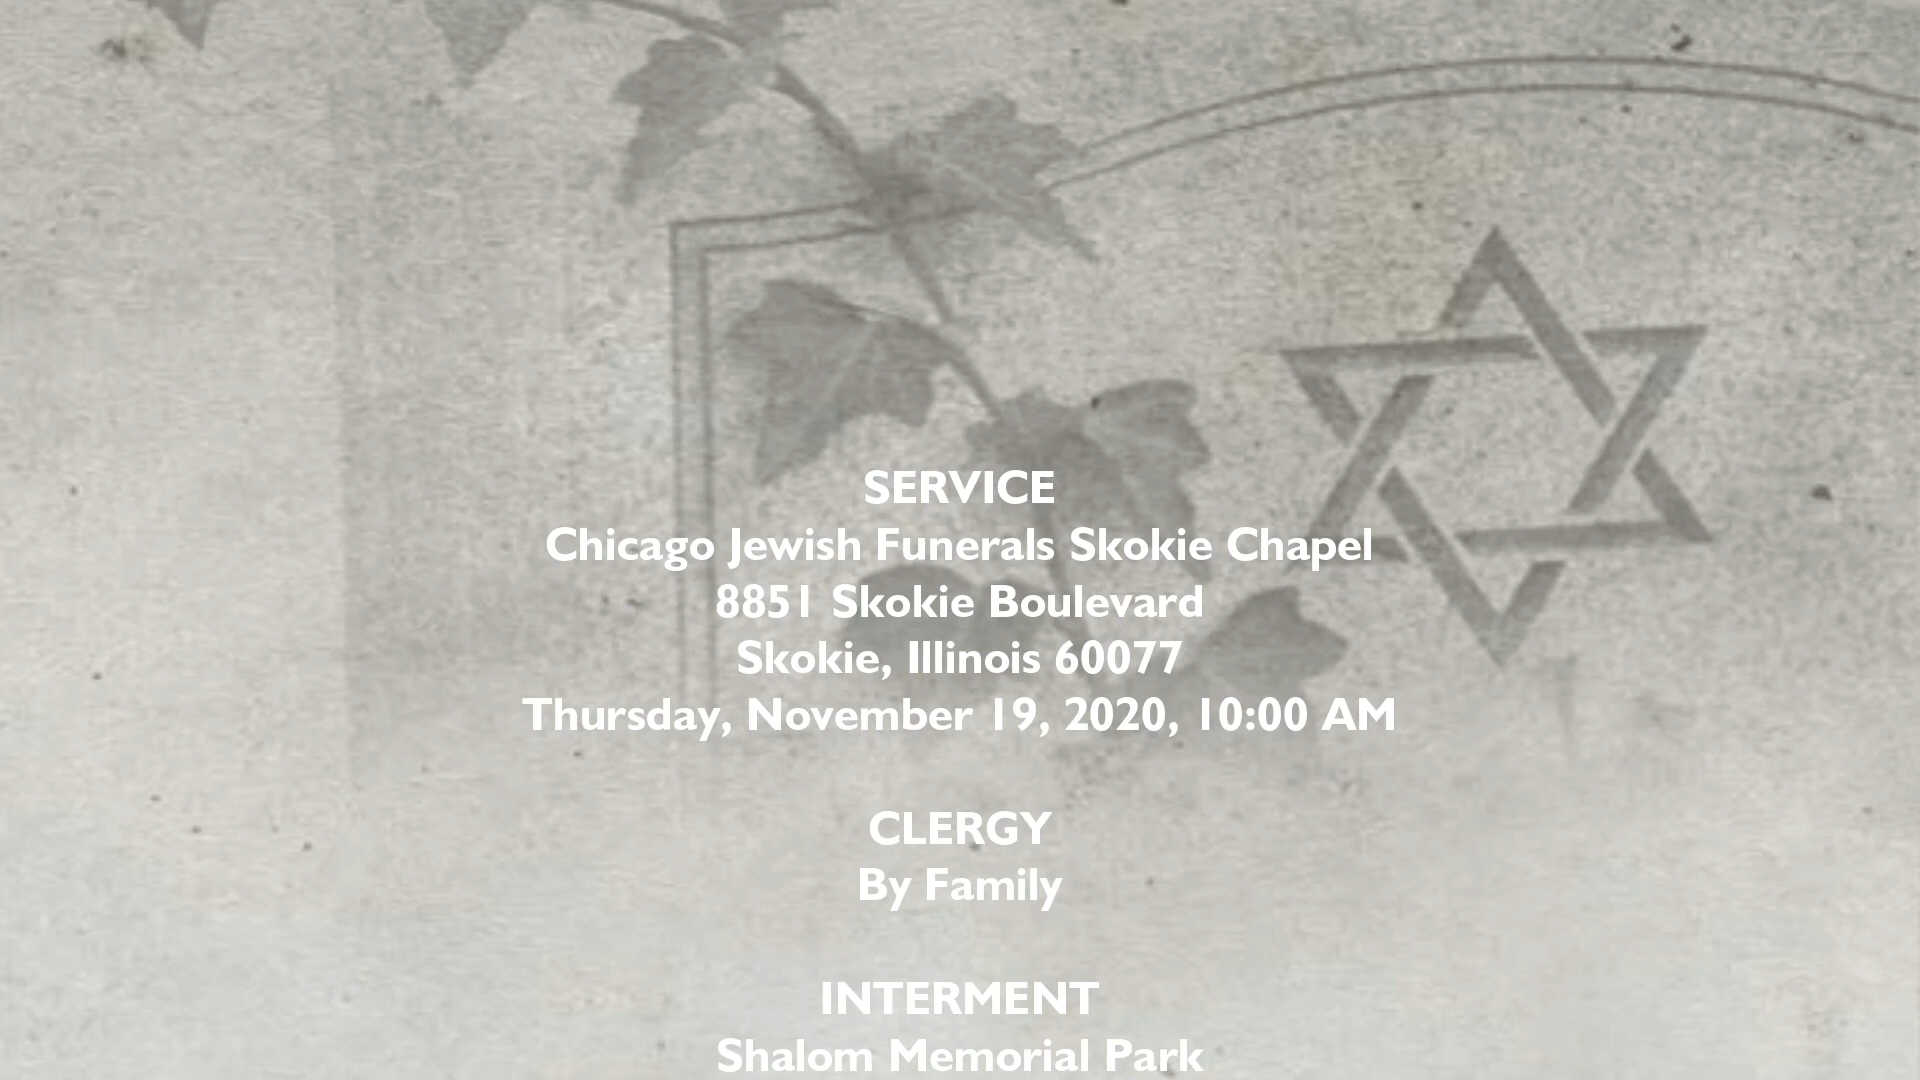 SERVICE
Chicago Jewish Funerals Skokie Chapel
8851 Skokie Boulevard
Skokie, Illinois 60077
Thursday, November 19, 2020, 10:00 AM
CLERGY
By Family
INTERMENT
Shalom Memorial Park